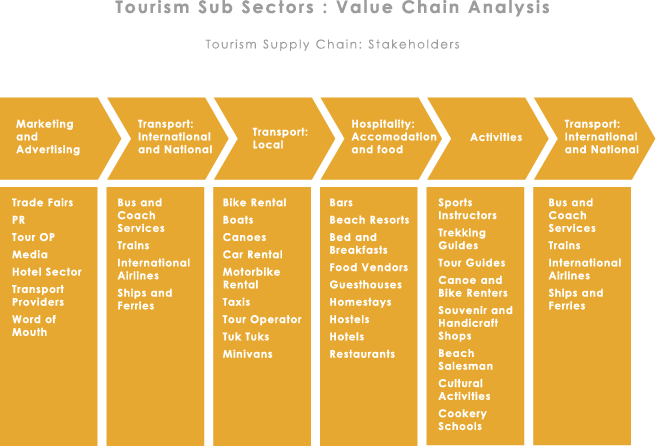 Tourism Sub Sectors : Value Chain Analysis
Tourism Supply Chain: Stakeholders
Marketing
and
Advertising
Transport:
International
and National
Transport:
Local
Hospitality:
Accomodation
and food
Activities
Transport:
International
and National
Trade Fairs
PR
Tour OP
Media
Hotel Sector
Transport
Providers
Word of
Mouth
Bus and
Coach
Services
Trains
International
Airlines
Ships and
Ferries
Bike Rental
Boats
Canoes
Car Rental
Motorbike
Rental
Taxis
Tour Operator
Tuk Tuks
Minivans
Bars
Beach Resorts
Bed and
Breakfasts
Food Vendors
Guesthouses
Homestays
Hostels
Hotels
Restaurants
Sports
Instructors
Trekking
Guides
Tour Guides
Canoe and
Bike Renters
Souvenir and
Handicraft
Shops
Beach
Salesman
Cultural
Activities
Cookery
Schools
Bus and
Coach
Services
Trains
International
Airlines
Ships and
Ferries